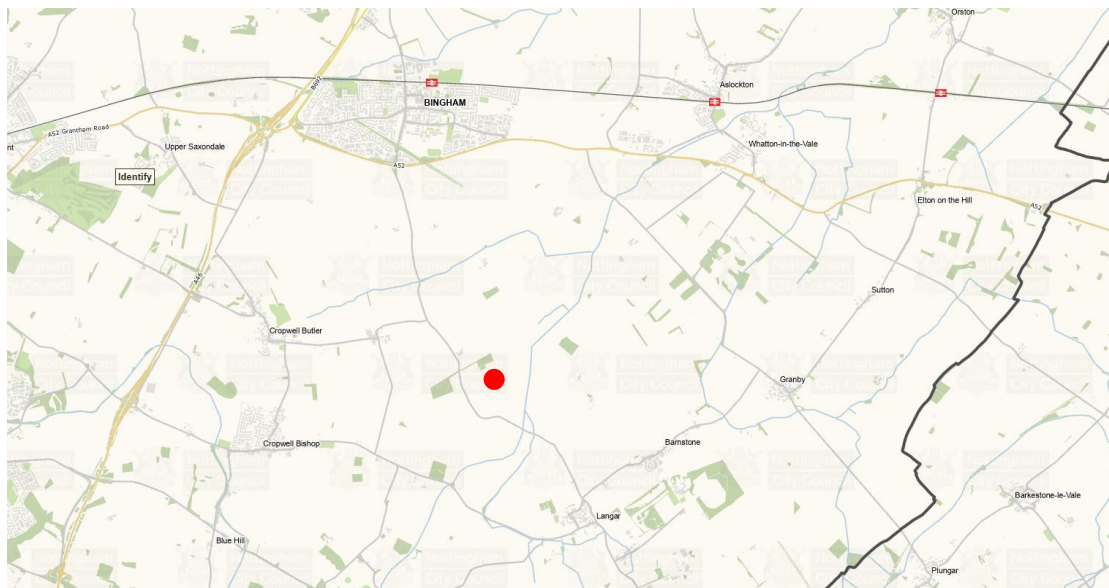 Orston
Aslockton
B692
BINGHAM
A52 Grantham Road
Upper Saxondale
Whatton-in-the-Vale
nt
A52
Identify
Elton on the Hill
A52
A46
Sutton
Cropwell Butler
Granby
Cropwell Bishop
Barnstone
Barkestone-le-Vale
Langar
Blue Hill
Plungar
Nottingham
City Council